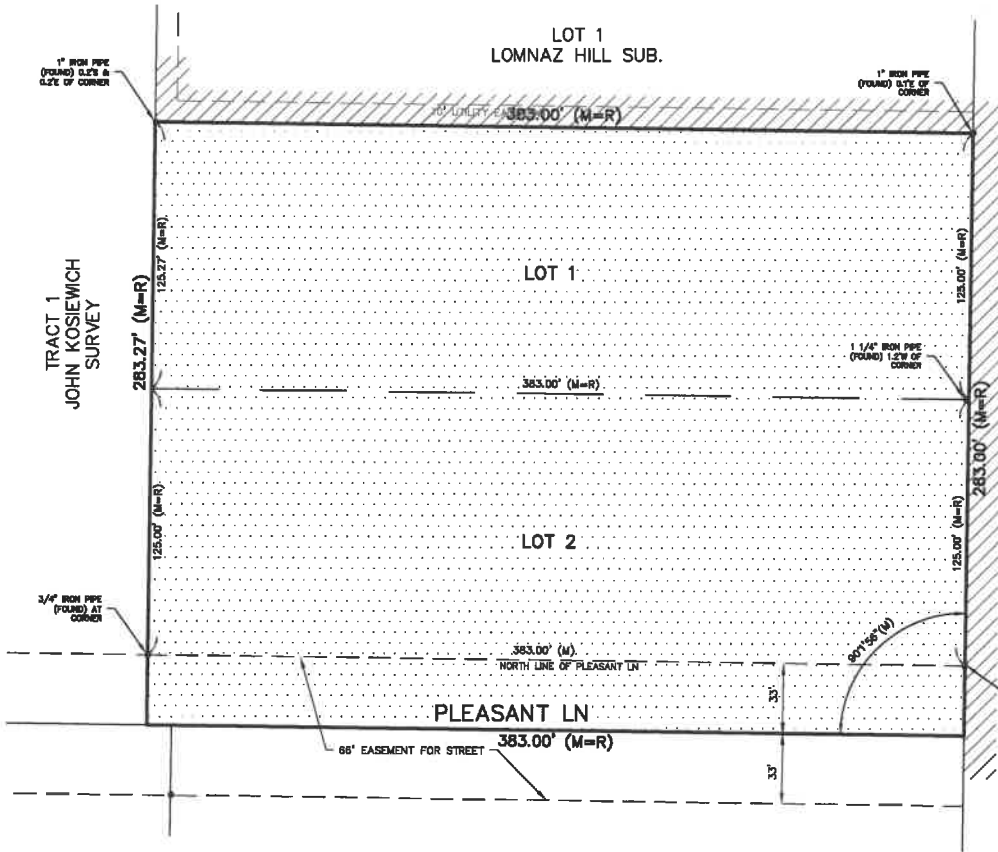 LOT 1
LOMNAZ HILL SUB.
1" IRON PIPE
(FOUND) 0.2'S &
0.2'E OF CORNER
1" IRON PIPE
(FOUND) 0.1'E OF
CORNER
383.00' (M=R)
TRACT 1
JOHN KOSIEWICH
SURVEY
283.27' (M=R)
125.27' (M=R)
LOT 1
125.00' (M=R)
1 1/4" IRON PIPE
(FOUND) 1.2'W OF
CORNER
383.00' (M=R)
283.00' (M=R)
125.00' (M=R)
LOT 2
125.00' (M=R)
3/4" IRON PIPE
(FOUND) AT
CORNER
90°1'56"(M)
383.00' (M)
NORTH LINE OF PLEASANT LN
33'
PLEASANT LN
383.00' (M=R)
66' EASEMENT FOR STREET
33'